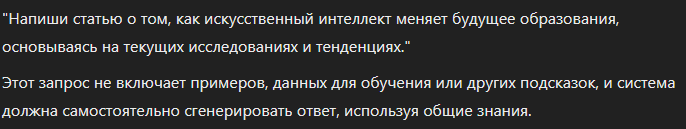 "Напиши статью о том, как искусственный интеллект меняет будущее образования,
основываясь на текущих исследованиях и тенденциях."
Этот запрос не включает примеров, данных для обучения или других подсказок, и система
должна самостоятельно сгенерировать ответ, используя общие знания.